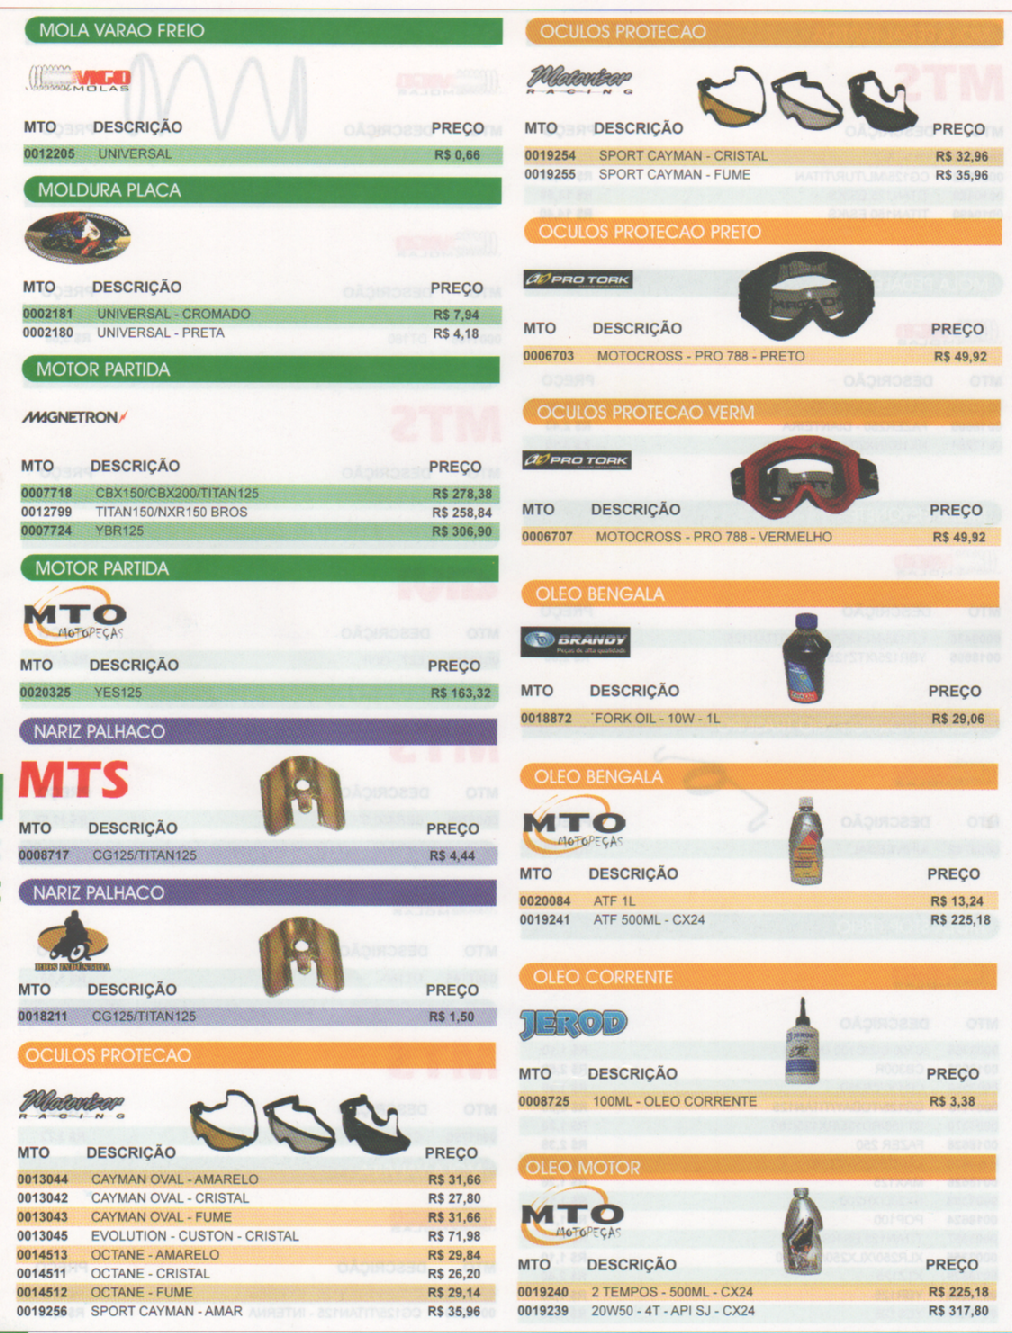 MOLA VARAO FREIO
VIGO
MOLAS
MTO DESCRIÇÃO PREÇO
0012205 UNIVERSAL R$ 0,66
MOLDURA PLACA
MTO DESCRIÇÃO PREÇO
0002181 UNIVERSAL - CROMADO R$ 7,94
0002180 UNIVERSAL - PRETA R$ 4,18
MOTOR PARTIDA
MAGNETRON
MTO DESCRIÇÃO PREÇO
0007718 CBX150/CBX200/TITAN125 R$ 278,38
0012799 TITAN150/NXR150 BROS R$ 258,84
0007724 YBR125 R$ 306,90
MOTOR PARTIDA
MTO
MOTOPEÇAS
MTO DESCRIÇÃO PREÇO
0020325 YES125 R$ 163,32
NARIZ PALHACO
MTS
MTO DESCRIÇÃO PREÇO
0008717 CG125/TITAN125 R$ 4,44
NARIZ PALHACO
MTO DESCRIÇÃO PREÇO
0018211 CG125/TITAN125 R$ 1,50
OCULOS PROTECAO
Motovisor
RACING
MTO DESCRIÇÃO PREÇO
0013044 CAYMAN OVAL - AMARELO R$ 31,66
0013042 CAYMAN OVAL - CRISTAL R$ 27,80
0013043 CAYMAN OVAL - FUME R$ 31,66
0013045 EVOLUTION - CUSTON - CRISTAL R$ 71,98
0014513 OCTANE - AMARELO R$ 29,84
0014511 OCTANE - CRISTAL R$ 26,20
0014512 OCTANE - FUME R$ 29,14
0019256 SPORT CAYMAN - AMAR R$ 35,96
OCULOS PROTECAO
Motovisor
RACING
MTO DESCRIÇÃO PREÇO
0019254 SPORT CAYMAN - CRISTAL R$ 32,96
0019255 SPORT CAYMAN - FUME R$ 35,96
OCULOS PROTECAO PRETO
PRO TORK
MTO DESCRIÇÃO PREÇO
0006703 MOTOCROSS - PRO 788 - PRETO R$ 49,92
OCULOS PROTECAO VERM
PRO TORK
MTO DESCRIÇÃO PREÇO
0006707 MOTOCROSS - PRO 788 - VERMELHO R$ 49,92
OLEO BENGALA
BRANDY
Peças de alta qualidade
MTO DESCRIÇÃO PREÇO
0018872 FORK OIL - 10W - 1L R$ 29,06
OLEO BENGALA
MTO
MOTOPEÇAS
MTO DESCRIÇÃO PREÇO
0020084 ATF 1L R$ 13,24
0019241 ATF 500ML - CX24 R$ 225,18
OLEO CORRENTE
JEROD
MTO DESCRIÇÃO PREÇO
0008725 100ML - OLEO CORRENTE R$ 3,38
OLEO MOTOR
MTO
MOTOPEÇAS
MTO DESCRIÇÃO PREÇO
0019240 2 TEMPOS - 500ML - CX24 R$ 225,18
0019239 20W50 - 4T - API SJ - CX24 R$ 317,80